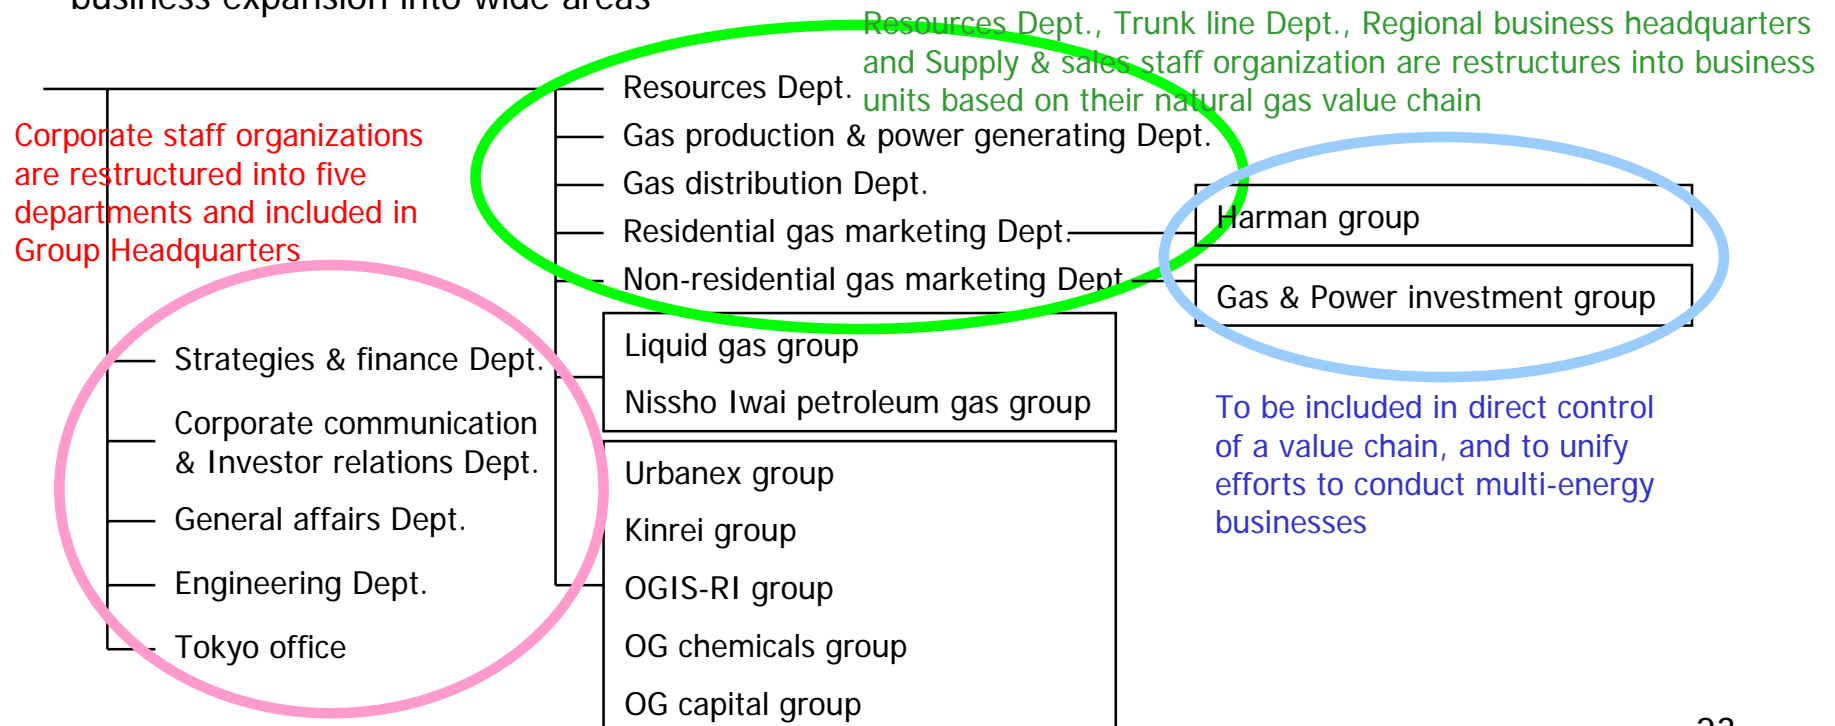 business expansion into wide areas
Resources Dept., Trunk line Dept., Regional business headquarters
and Supply & sales staff organization are restructures into business
units based on their natural gas value chain
Resources Dept.
Gas production & power generating Dept.
Gas distribution Dept.
Residential gas marketing Dept.
Non-residential gas marketing Dept
Corporate staff organizations
are restructured into five
departments and included in
Group Headquarters
Harman group
Gas & Power investment group
Liquid gas group
Nissho Iwai petroleum gas group
Strategies & finance Dept.
Corporate communication
& Investor relations Dept.
General affairs Dept.
Engineering Dept.
Tokyo office
To be included in direct control
of a value chain, and to unify
efforts to conduct multi-energy
businesses
Urbanex group
Kinrei group
OGIS-RI group
OG chemicals group
OG capital group